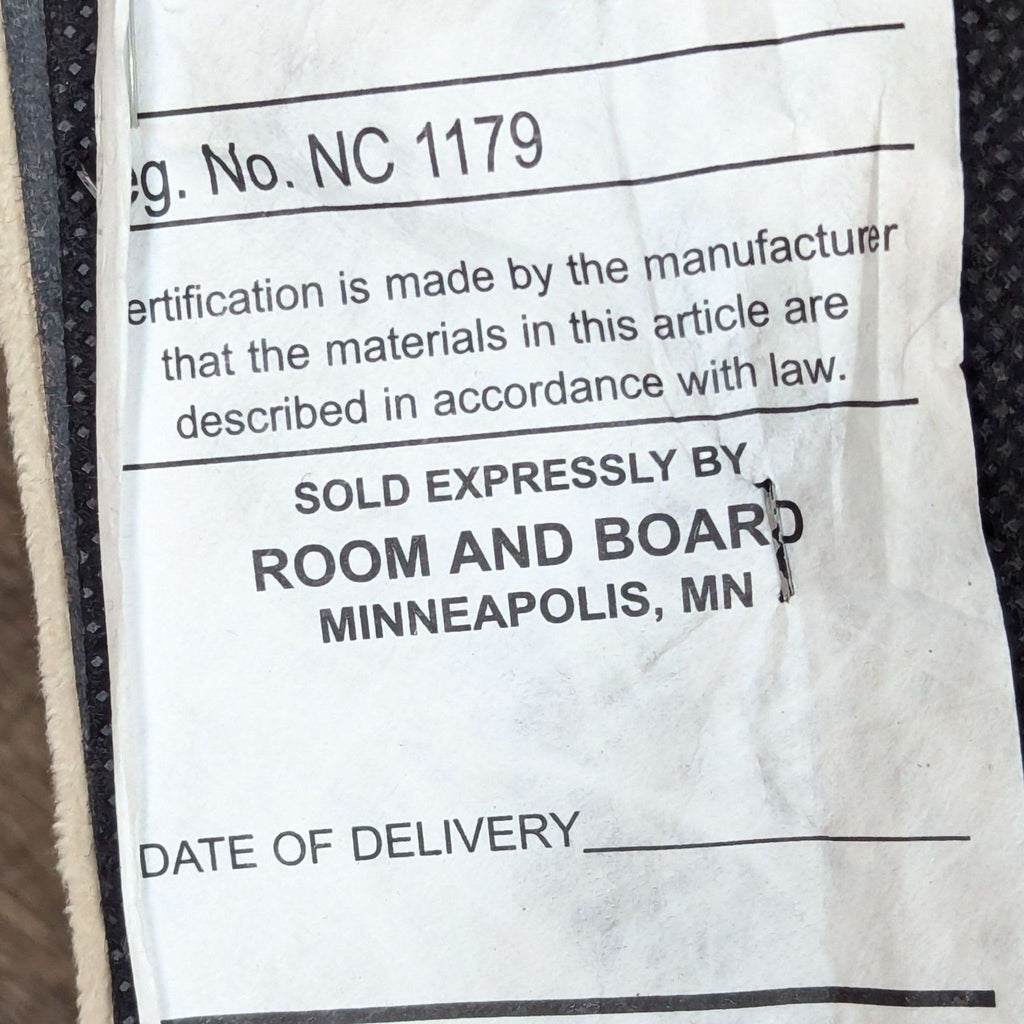 eg. No. NC 1179
ertification is made by the manufacturer
that the materials in this article are
described in accordance with law.
SOLD EXPRESSLY BY
ROOM AND BOARD
MINNEAPOLIS, MN
DATE OF DELIVERY